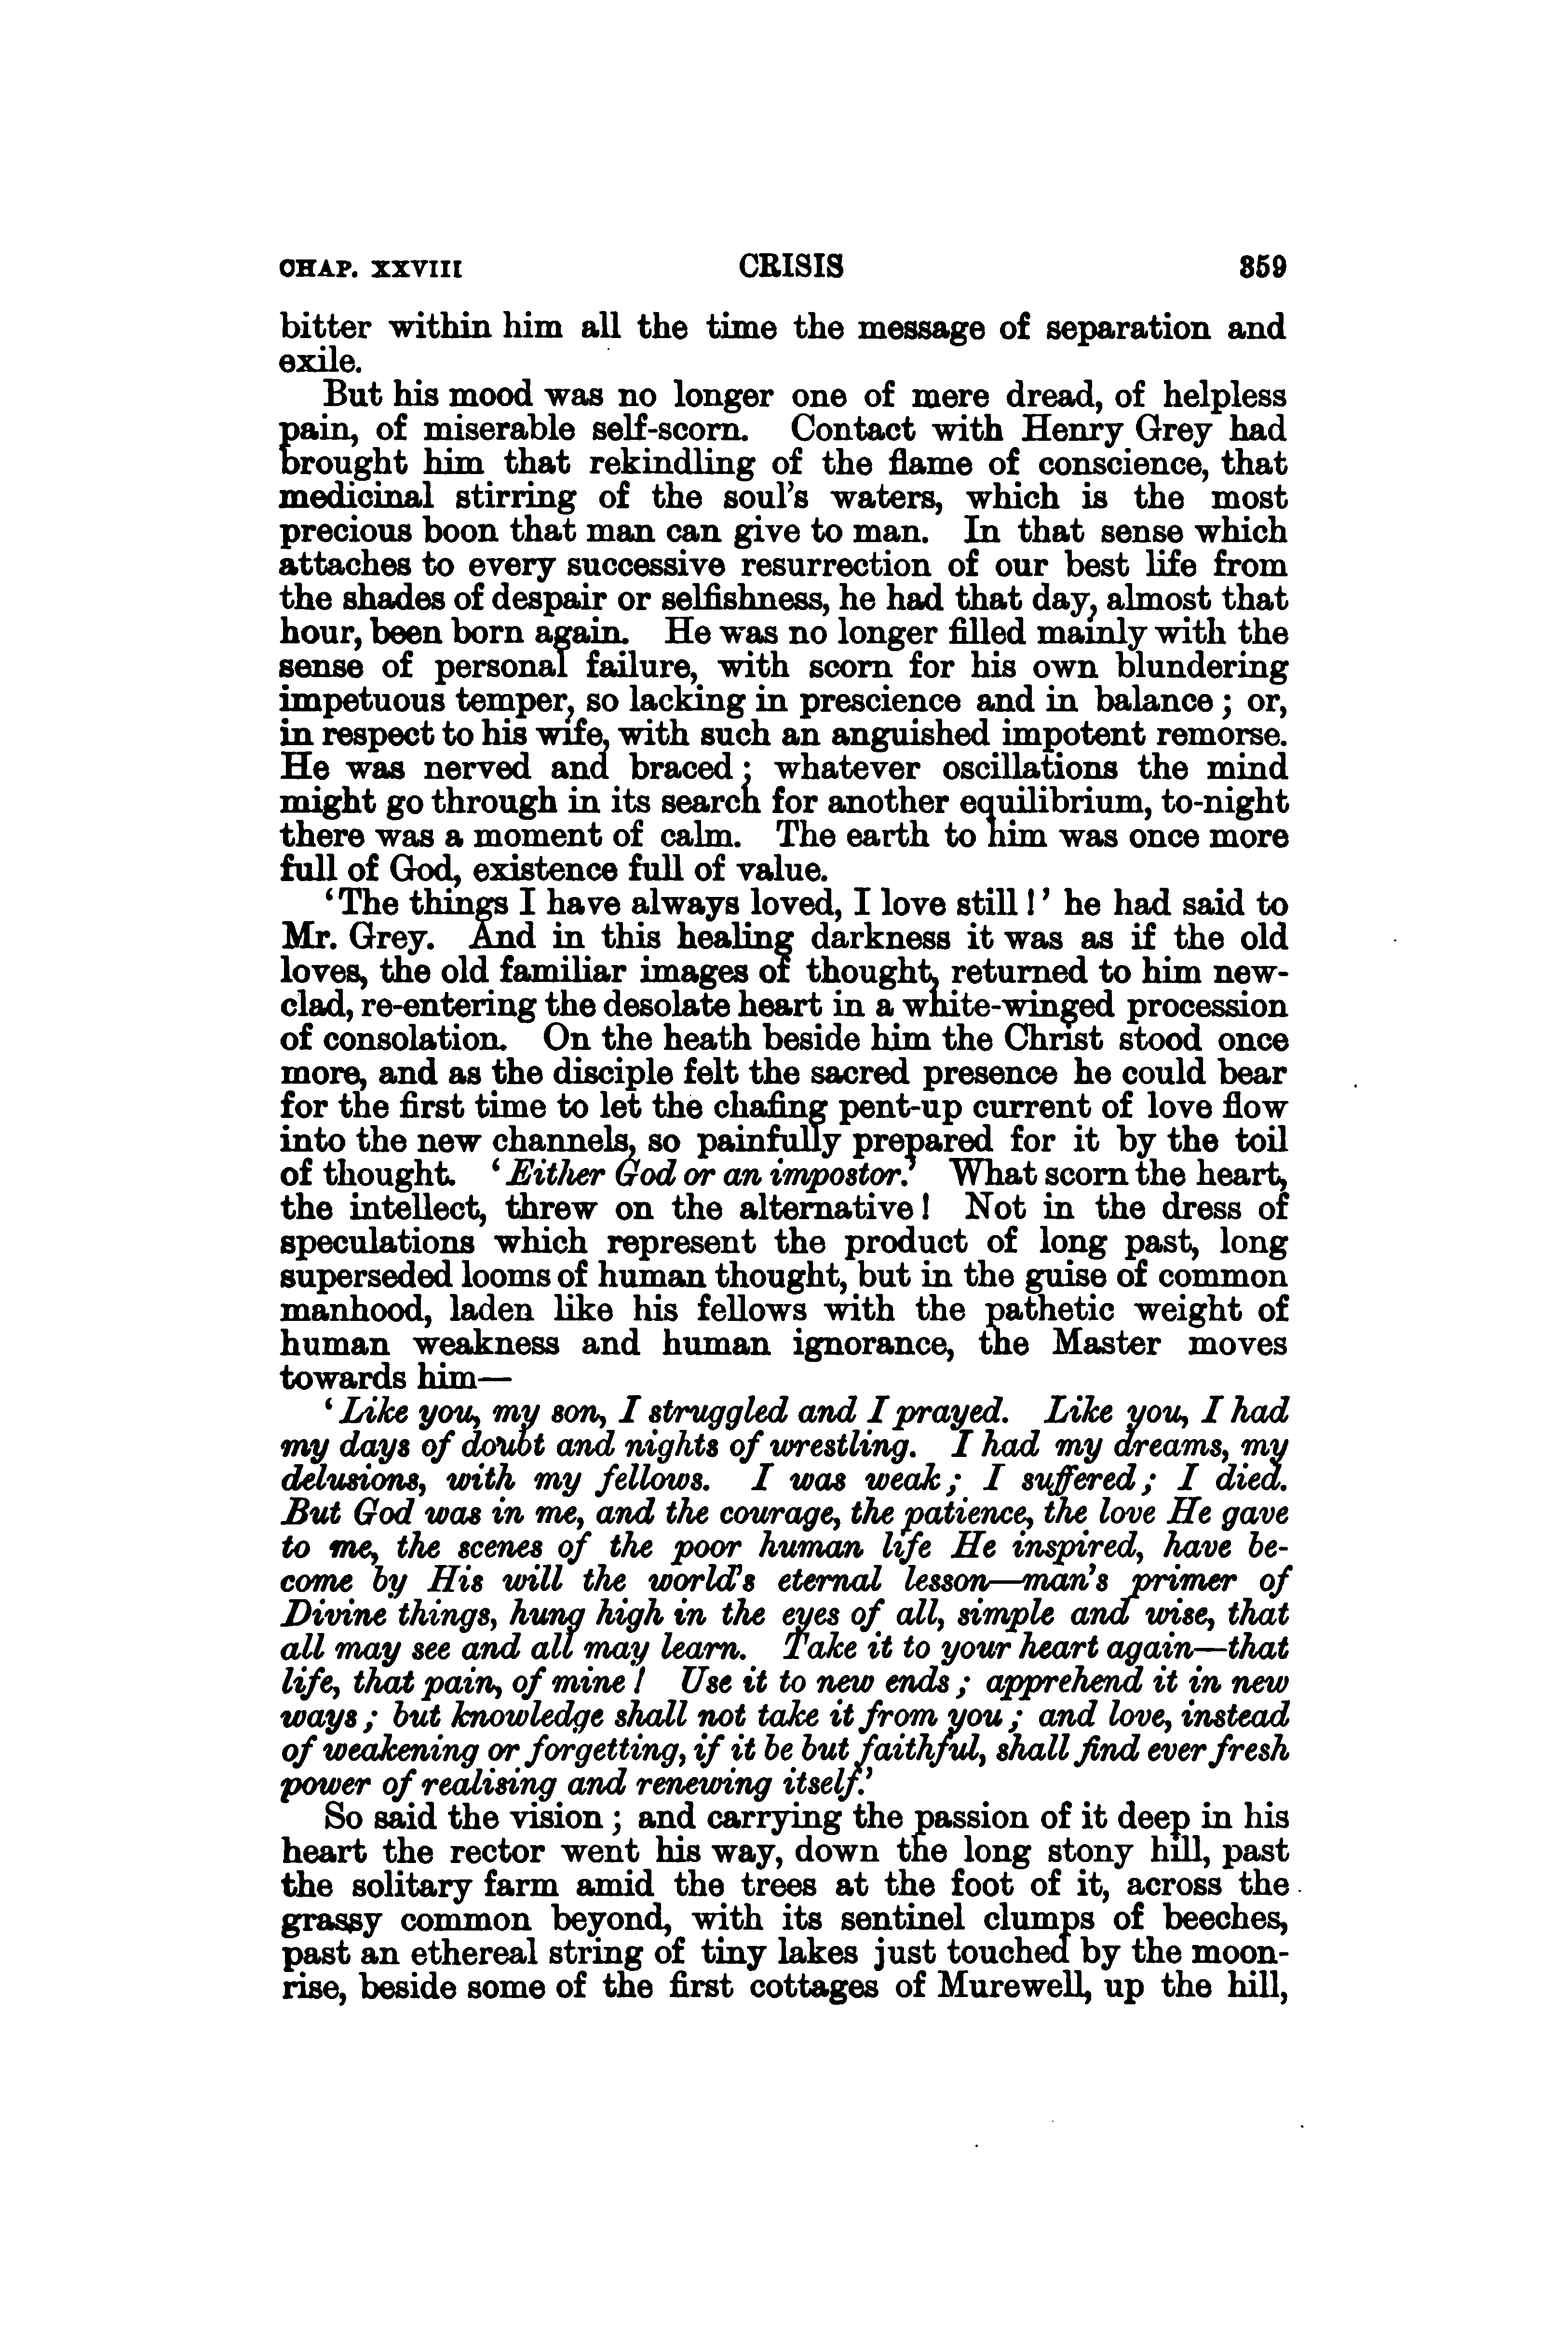 CHAP. XXVIII CRISIS 359
bitter within him all the time the message of separation and
exile.
But his mood was no longer one of mere dread, of helpless
pain, of miserable self-scorn. Contact with Henry Grey had
brought him that rekindling of the flame of conscience, that
medicinal stirring of the soul's waters, which is the most
precious boon that man can give to man. In that sense which
attaches to every successive resurrection of our best life from
the shades of despair or selfishness, he had that day, almost that
hour, been born again. He was no longer filled mainly with the
sense of personal failure, with scorn for his own blundering
impetuous temper, so lacking in prescience and in balance; or,
in respect to his wife, with such an anguished impotent remorse.
He was nerved and braced; whatever oscillations the mind
might go through in its search for another equilibrium, to-night
there was a moment of calm. The earth to him was once more
full of God, existence full of value.
'The things I have always loved, I love still!' he had said to
Mr. Grey. And in this healing darkness it was as if the old
loves, the old familiar images of thought, returned to him new-
clad, re-entering the desolate heart in a white-winged procession
of consolation. On the heath beside him the Christ stood once
more, and as the disciple felt the sacred presence he could bear
for the first time to let the chafing pent-up current of love flow
into the new channels, so painfully prepared for it by the toil
of thought. 'Either God or an impostor.' What scorn the heart,
the intellect, threw on the alternative! Not in the dress of
speculations which represent the product of long past, long
superseded looms of human thought, but in the guise of common
manhood, laden like his fellows with the pathetic weight of
human weakness and human ignorance, the Master moves
towards him—
'Like you, my son, I struggled and I prayed. Like you, I had
my days of doubt and nights of wrestling. I had my dreams, my
delusions, with my fellows. I was weak; I suffered; I died.
But God was in me, and the courage, the patience, the love He gave
to me, the scenes of the poor human life He inspired, have be-
come by His will the world's eternal lesson—man's primer of
Divine things, hung high in the eyes of all, simple and wise, that
all may see and all may learn. Take it to your heart again—that
life, that pain, of mine! Use it to new ends; apprehend it in new
ways; but knowledge shall not take it from you; and love, instead
of weakening or forgetting, if it be but faithful, shall find ever fresh
power of realising and renewing itself.'
So said the vision; and carrying the passion of it deep in his
heart the rector went his way, down the long stony hill, past
the solitary farm amid the trees at the foot of it, across the
grassy common beyond, with its sentinel clumps of beeches,
past an ethereal string of tiny lakes just touched by the moon-
rise, beside some of the first cottages of Murewell, up the hill,